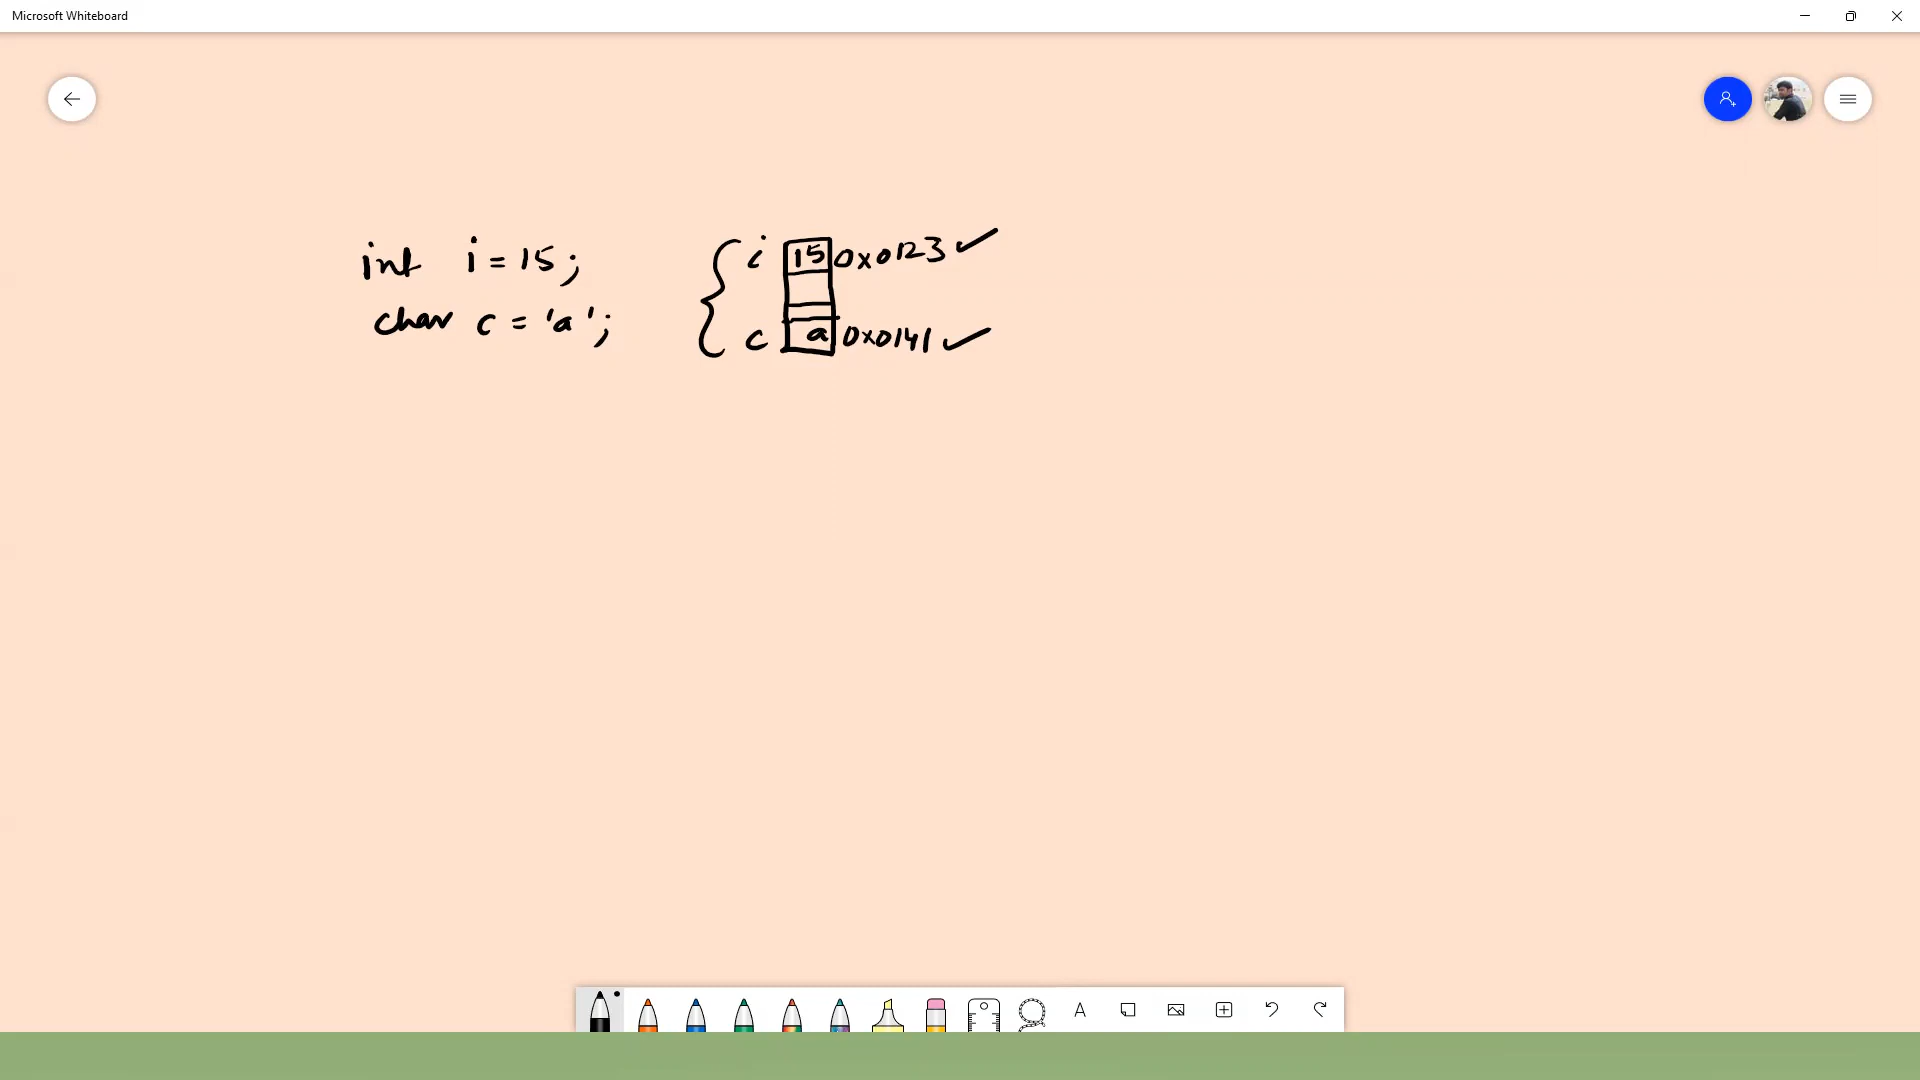 Microsoft Whiteboard
int i = 15;
char c = 'a';
i 15 0x0123
c a 0x0141
A